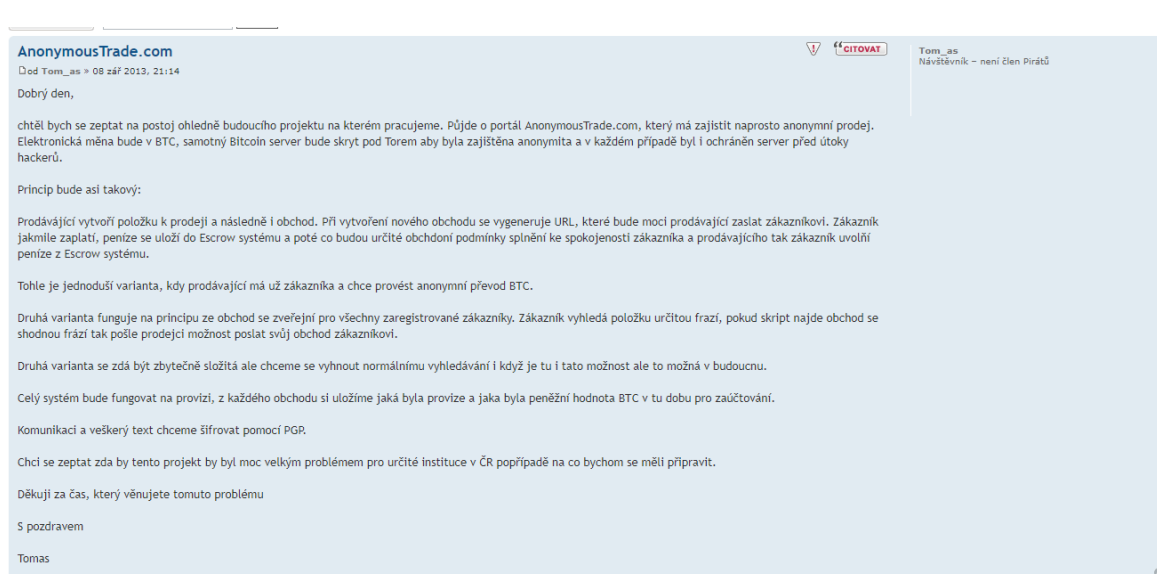 AnonymousTrade.com
CITOVAT
Tom_as
Návštěvník – není člen Pirátů
od Tom_as » 08 zář 2013, 21:14
Dobrý den,
chtěl bych se zeptat na postoj ohledně budoucího projektu na kterém pracujeme. Půjde o portál AnonymousTrade.com, který má zajistit naprosto anonymní prodej.
Elektronická měna bude v BTC, samotný Bitcoin server bude skryt pod Torem aby byla zajištěna anonymita a v každém případě byl i ochráněn server před útoky
hackerů.
Princip bude asi takový:
Prodávájící vytvoří položku k prodeji a následně i obchod. Při vytvoření nového obchodu se vygeneruje URL, které bude moci prodávající zaslat zákazníkovi. Zákazník
jakmile zaplatí, peníze se uloží do Escrow systému a poté co budou určité obchdoní podmínky splnění ke spokojenosti zákazníka a prodávajícího tak zákazník uvolňí
peníze z Escrow systému.
Tohle je jednoduší varianta, kdy prodávající má už zákazníka a chce provést anonymní převod BTC.
Druhá varianta funguje na principu ze obchod se zveřejní pro všechny zaregistrované zákazníky. Zákazník vyhledá položku určitou frazí, pokud skript najde obchod se
shodnou frází tak pošle prodejci možnost poslat svůj obchod zákazníkovi.
Druhá varianta se zdá být zbytečně složitá ale chceme se vyhnout normálnímu vyhledávání i když je tu i tato možnost ale to možná v budoucnu.
Celý systém bude fungovat na provizi, z každého obchodu si uložíme jaká byla provize a jaka byla peněžní hodnota BTC v tu dobu pro zaúčtování.
Komunikaci a veškerý text chceme šifrovat pomocí PGP.
Chci se zeptat zda by tento projekt by byl moc velkým problémem pro určité instituce v ČR popřípadě na co bychom se měli připravit.
Děkuji za čas, který věnujete tomuto problému
S pozdravem
Tomas